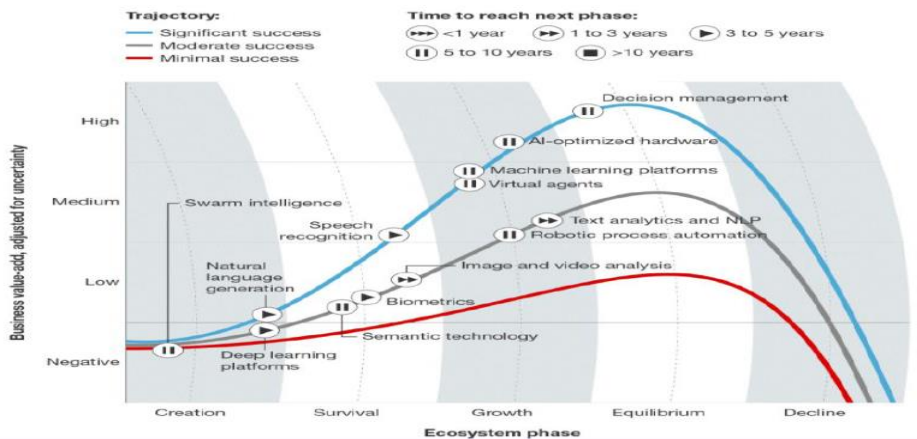 Trajectory:
Significant success
Moderate success
Minimal success
Time to reach next phase:
<1 year
1 to 3 years
3 to 5 years
5 to 10 years
>10 years
Business value-add, adjusted for uncertainty
High
Medium
Low
Negative
Decision management
AI-optimized hardware
Machine learning platforms
Virtual agents
Swarm intelligence
Speech
recognition
Text analytics and NLP
Robotic process automation
Natural
language
generation
Image and video analysis
Biometrics
Semantic technology
Deep learning
platforms
Creation
Survival
Growth
Equilibrium
Decline
Ecosystem phase